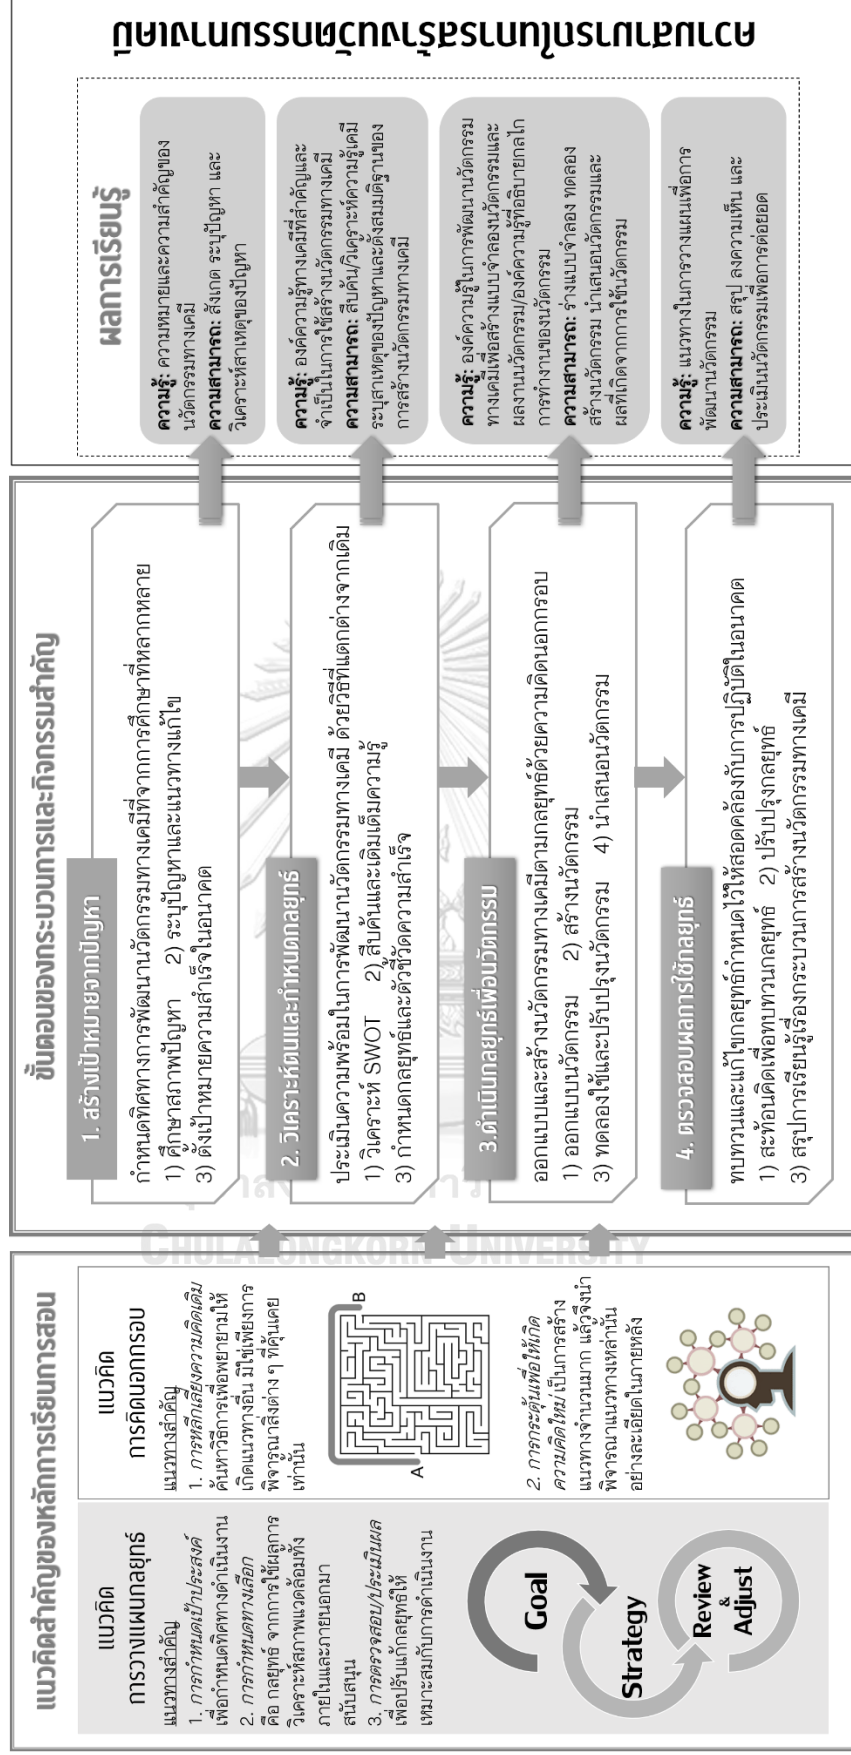 แนวคิดสำคัญของหลักการเรียนการสอน
แนวคิด
การวางแผนกลยุทธ์
แนวทางสำคัญ
1. การกำหนดเป้าประสงค์
เพื่อกำหนดทิศทางดำเนินงาน
2. การกำหนดทางเลือก
คือ กลยุทธ์ จากการใช้ผลการ
วิเคราะห์สภาพแวดล้อมทั้ง
ภายในและภายนอกมา
สนับสนุน
3. การตรวจสอบ/ประเมินผล
เพื่อปรับแก้กลยุทธ์ให้
เหมาะสมกับการดำเนินงาน
Goal
Strategy
Review
&
Adjust
แนวคิด
การคิดนอกกรอบ
แนวทางสำคัญ
1. การหลีกเลี่ยงความคิดเดิม
ค้นหาวิธีการเพื่อพยายามให้
เกิดแนวทางอื่น มิใช่เพียงการ
พิจารณาสิ่งต่าง ๆ ที่คุ้นเคย
เท่านั้น
A
B
2. การกระตุ้นเพื่อให้เกิด
ความคิดใหม่ เป็นการสร้าง
แนวทางจำนวนมาก แล้วจึงนำ
พิจารณาแนวทางเหล่านั้น
อย่างละเอียดในภายหลัง
ขั้นตอนของกระบวนการและกิจกรรมสำคัญ
1. สร้างเป้าหมายจากปัญหา
กำหนดทิศทางการพัฒนานวัตกรรมทางเคมีที่จากการศึกษาที่หลากหลาย
1) ศึกษาสภาพปัญหา 2) ระบุปัญหาและแนวทางแก้ไข
3) ตั้งเป้าหมายความสำเร็จในอนาคต
2. วิเคราะห์ตนและกำหนดกลยุทธ์
ประเมินความพร้อมในการพัฒนานวัตกรรมทางเคมี ด้วยวิธีที่แตกต่างจากเดิม
1) วิเคราะห์ SWOT 2) สืบค้นและเติมเต็มความรู้
3) กำหนดกลยุทธ์และตัวชี้วัดความสำเร็จ
3.ดำเนินกลยุทธ์เพื่อนวัตกรรม
ออกแบบและสร้างนวัตกรรมทางเคมีตามกลยุทธ์ด้วยความคิดนอกกรอบ
1) ออกแบบนวัตกรรม 2) สร้างนวัตกรรม
3) ทดลองใช้และปรับปรุงนวัตกรรม 4) นำเสนอนวัตกรรม
4. ตรวจสอบผลการใช้กลยุทธ์
ทบทวนและแก้ไขกลยุทธ์กำหนดไว้ให้สอดคล้องกับการปฏิบัติในอนาคต
1) สะท้อนคิดเพื่อทบทวนกลยุทธ์ 2) ปรับปรุงกลยุทธ์
3) สรุปการเรียนรู้เรื่องกระบวนการสร้างนวัตกรรมทางเคมี
CHULALONGKORN UNIVERSITY
ผลการเรียนรู้
ความรู้: ความหมายและความสำคัญของ
นวัตกรรมทางเคมี
ความสามารถ: สังเกต ระบุปัญหา และ
วิเคราะห์สาเหตุของปัญหา
ความรู้: องค์ความรู้ทางเคมีที่สำคัญและ
จำเป็นในการใช้สร้างนวัตกรรมทางเคมี
ความสามารถ: สืบค้น/วิเคราะห์ความรู้เคมี
ระบุสาเหตุของปัญหาและตั้งสมมติฐานของ
การสร้างนวัตกรรมทางเคมี
ความรู้: องค์ความรู้ในการพัฒนานวัตกรรม
ทางเคมีเพื่อสร้างแบบจำลองนวัตกรรมและ
ผลงานนวัตกรรม/องค์ความรู้ที่อธิบายกลไก
การทำงานของนวัตกรรม
ความสามารถ: ร่างแบบจำลอง ทดลอง
สร้างนวัตกรรม นำเสนอนวัตกรรมและ
ผลที่เกิดจากการใช้นวัตกรรม
ความรู้: แนวทางในการวางแผนเพื่อการ
พัฒนานวัตกรรม
ความสามารถ: สรุป ลงความเห็น และ
ประเมินนวัตกรรมเพื่อการต่อยอด
ความสามารถในการสร้างนวัตกรรมทางเคมี